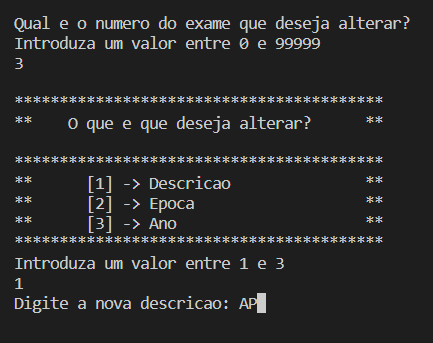 Qual e o numero do exame que deseja alterar?
Introduza um valor entre 0 e 99999
3
*****************************************
**    O que e que deseja alterar?      **
*****************************************
**      [1] -> Descricao               **
**      [2] -> Epoca                   **
**      [3] -> Ano                     **
*****************************************
Introduza um valor entre 1 e 3
1
Digite a nova descricao: AP